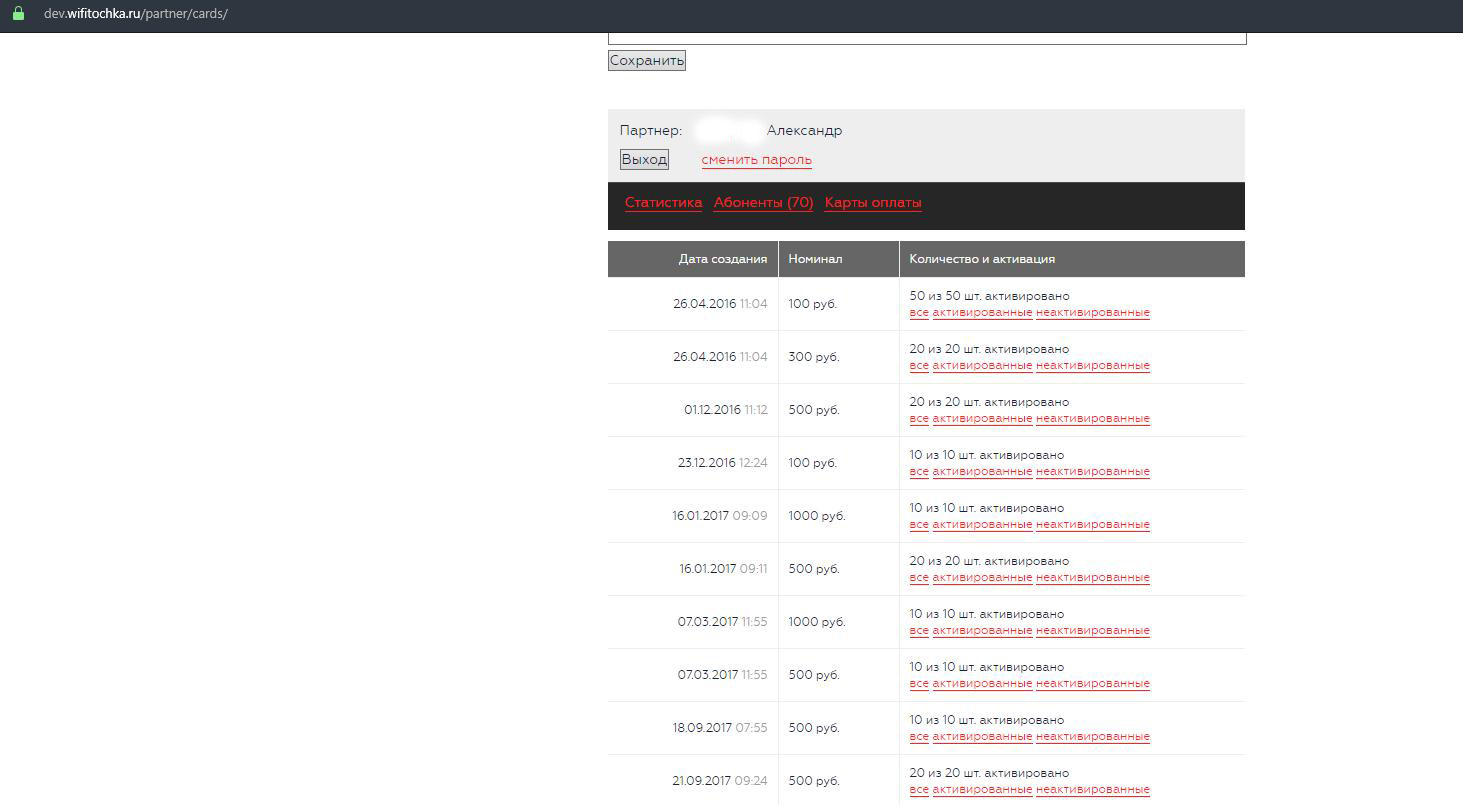 dev.wifitochka.ru/partner/cards/
Сохранить
Партнер: Александр
Выход сменить пароль
Статистика Абоненты (70) Карты оплаты
Дата создания Номинал Количество и активация
26.04.2016 11:04 100 руб. 50 из 50 шт. активировано
все активированные неактивированные
26.04.2016 11:04 300 руб. 20 из 20 шт. активировано
все активированные неактивированные
01.12.2016 11:12 500 руб. 20 из 20 шт. активировано
все активированные неактивированные
23.12.2016 12:24 100 руб. 10 из 10 шт. активировано
все активированные неактивированные
16.01.2017 09:09 1000 руб. 10 из 10 шт. активировано
все активированные неактивированные
16.01.2017 09:11 500 руб. 20 из 20 шт. активировано
все активированные неактивированные
07.03.2017 11:55 1000 руб. 10 из 10 шт. активировано
все активированные неактивированные
07.03.2017 11:55 500 руб. 10 из 10 шт. активировано
все активированные неактивированные
18.09.2017 07:55 500 руб. 10 из 10 шт. активировано
все активированные неактивированные
21.09.2017 09:24 500 руб. 20 из 20 шт. активировано
все активированные неактивированные